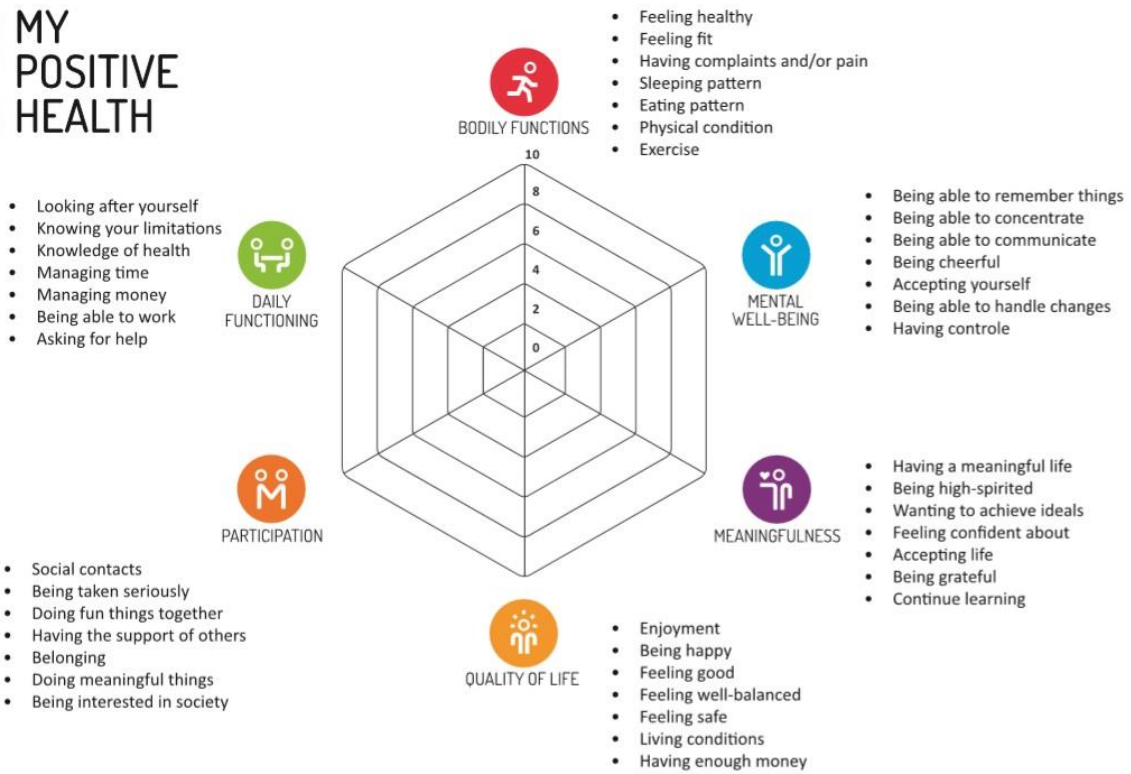 MY
POSITIVE
HEALTH
BODILY FUNCTIONS
• Feeling healthy
• Feeling fit
• Having complaints and/or pain
• Sleeping pattern
• Eating pattern
• Physical condition
• Exercise
10
8
6
4
2
0
MENTAL
WELL-BEING
• Being able to remember things
• Being able to concentrate
• Being able to communicate
• Being cheerful
• Accepting yourself
• Being able to handle changes
• Having controle
MEANINGFULNESS
• Having a meaningful life
• Being high-spirited
• Wanting to achieve ideals
• Feeling confident about
• Accepting life
• Being grateful
• Continue learning
QUALITY OF LIFE
• Enjoyment
• Being happy
• Feeling good
• Feeling well-balanced
• Feeling safe
• Living conditions
• Having enough money
PARTICIPATION
• Social contacts
• Being taken seriously
• Doing fun things together
• Having the support of others
• Belonging
• Doing meaningful things
• Being interested in society
DAILY
FUNCTIONING
• Looking after yourself
• Knowing your limitations
• Knowledge of health
• Managing time
• Managing money
• Being able to work
• Asking for help